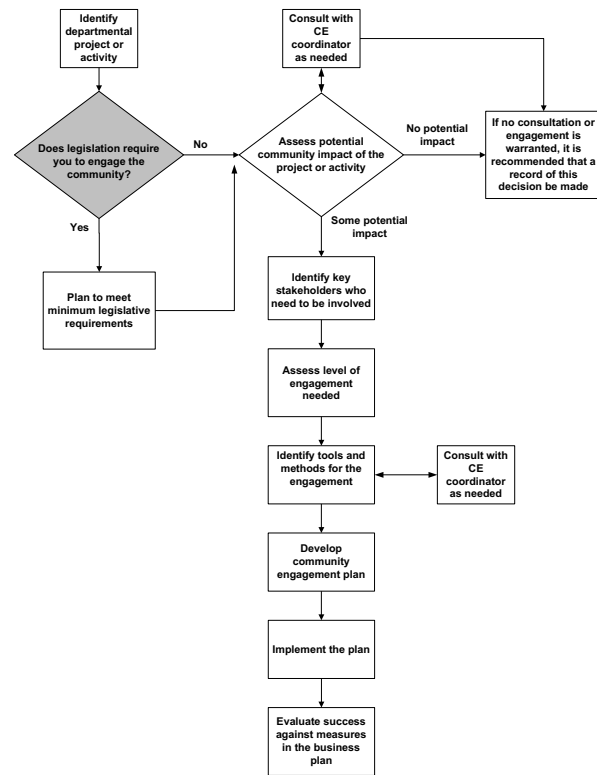 Identify
departmental
project or
activity
Consult with
CE
coordinator
as needed
Does legislation require
you to engage the
community?
No
Assess potential
community impact of the
project or activity
No potential
impact
If no consultation or
engagement is
warranted, it is
recommended that a
record of this
decision be made
Yes
Some potential
impact
Plan to meet
minimum legislative
requirements
Identify key
stakeholders who
need to be involved
Assess level of
engagement
needed
Identify tools and
methods for the
engagement
Consult with
CE
coordinator
as needed
Develop
community
engagement plan
Implement the plan
Evaluate success
against measures
in the business
plan